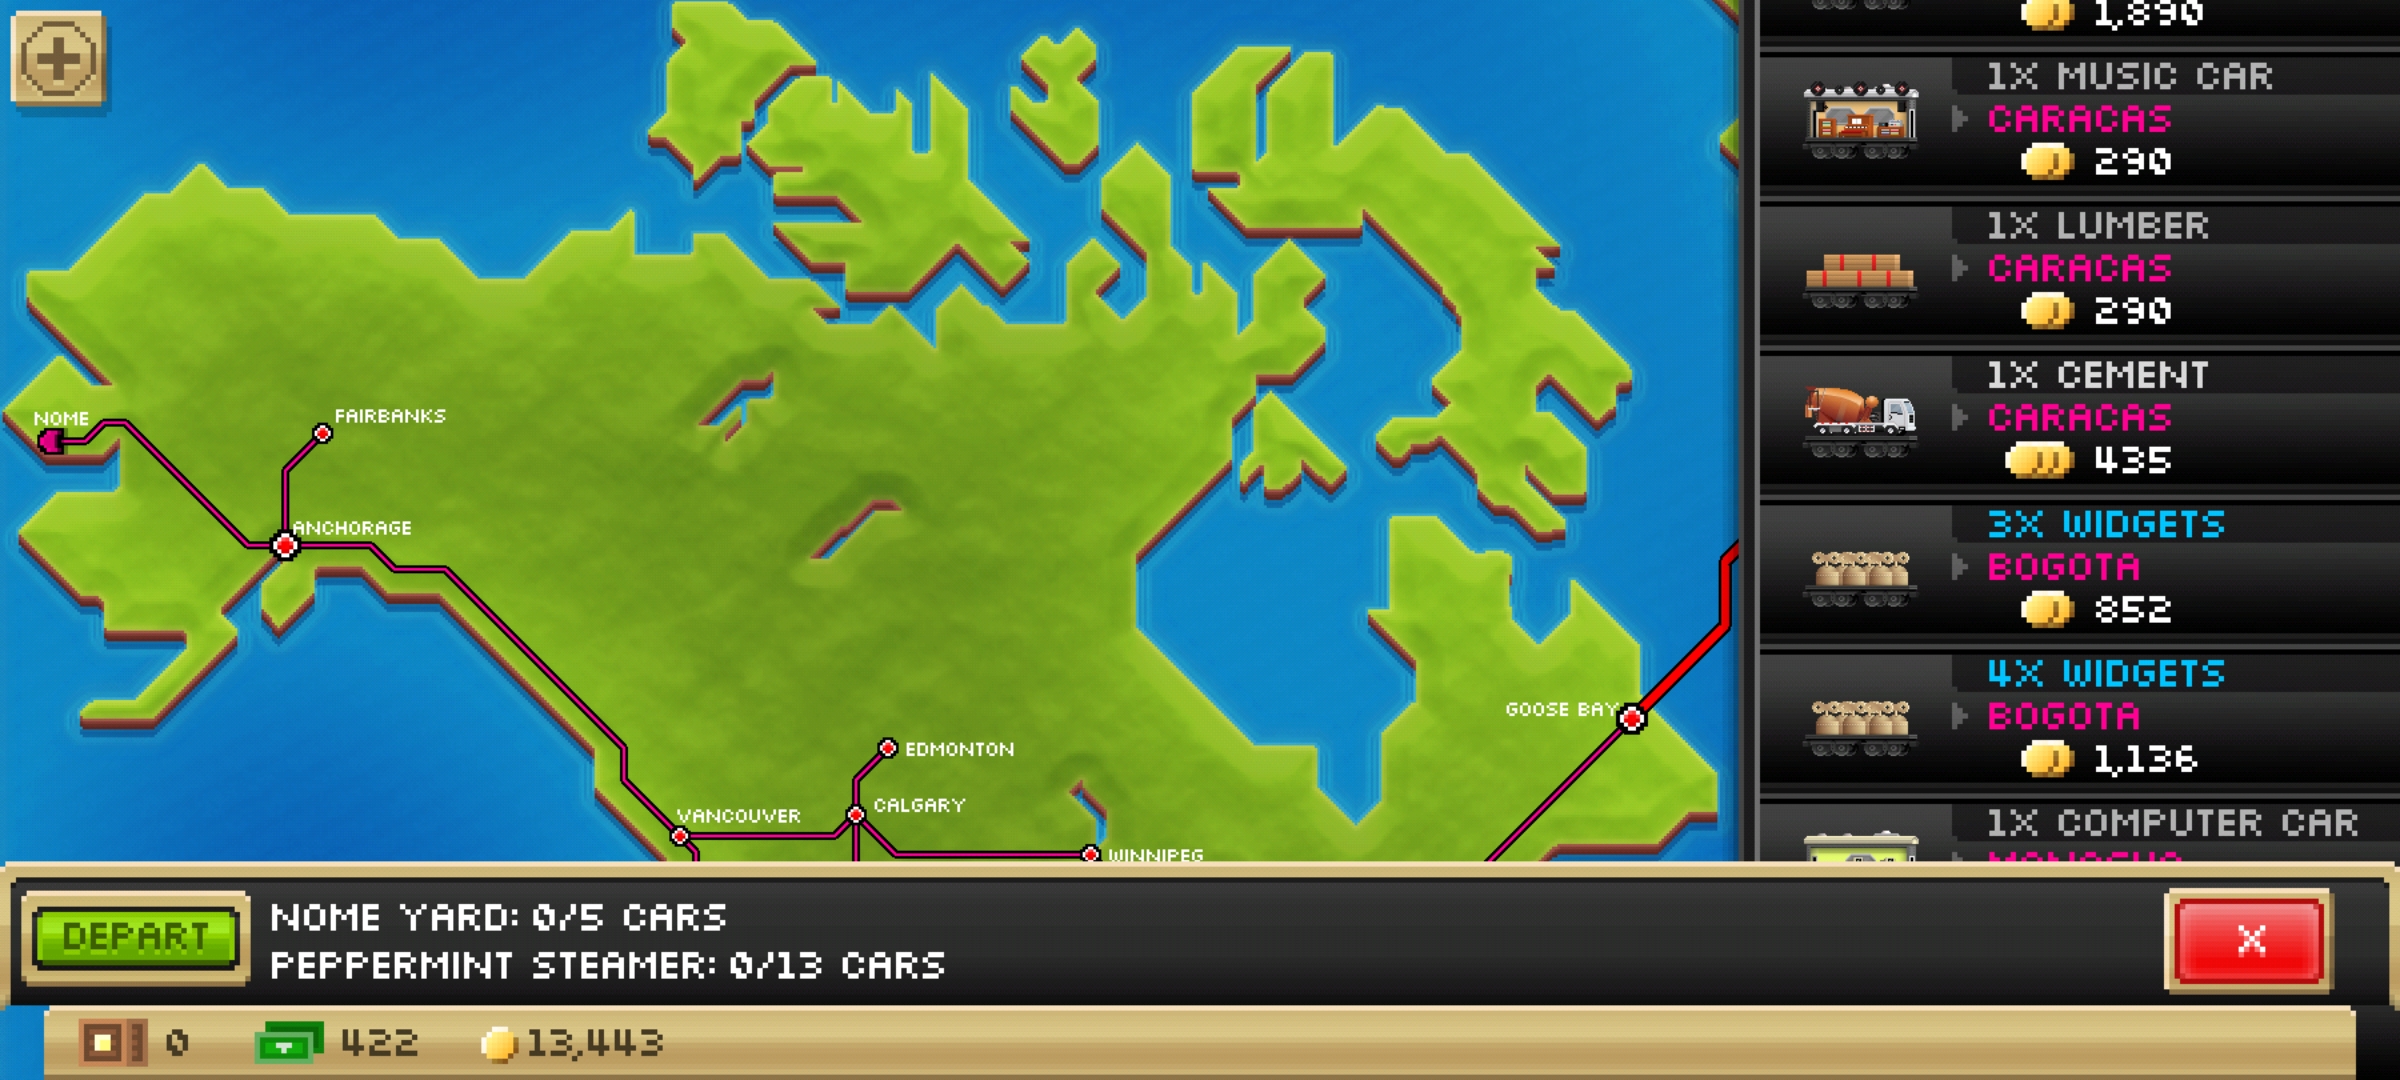 NOME
FAIRBANKS
ANCHORAGE
GOOSE BAY
EDMONTON
CALGARY
VANCOUVER
WINNIPEG
1,890
1X MUSIC CAR
CARACAS
290
1X LUMBER
CARACAS
290
1X CEMENT
CARACAS
435
3X WIDGETS
BOGOTA
852
4X WIDGETS
BOGOTA
1,136
1X COMPUTER CAR
MANAGUA
DEPART
NOME YARD: 0/5 CARS
PEPPERMINT STEAMER: 0/13 CARS
X
0
422
13,443